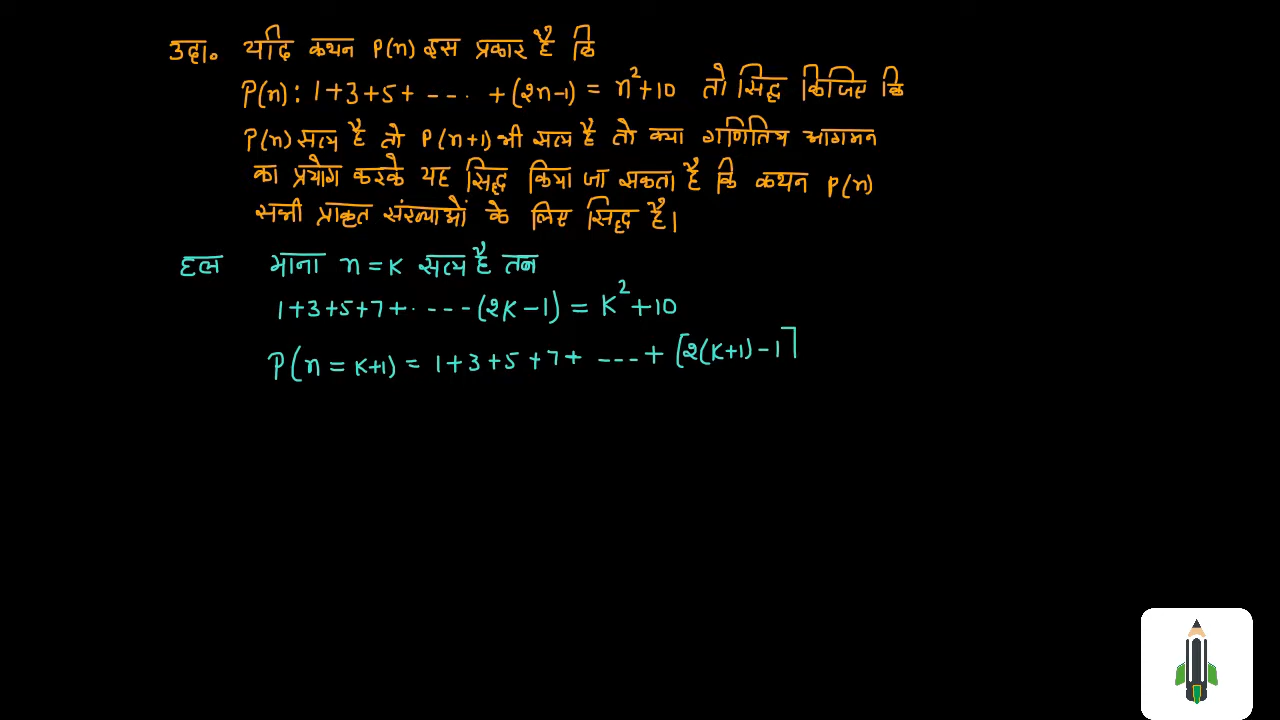 उदा॰ यदि कथन P(n) इस प्रकार है कि
P(n): 1+3+5+ ---- +(2n-1) = n²+10 तो सिद्ध किजिए कि
P(n) सत्य है तो P(n+1) भी सत्य है तो क्या गणितिय आगमन
का प्रयोग करके यह सिद्ध किया जा सकता है कि कथन P(n)
सभी प्राकृत संख्याओं के लिए सिद्ध है।
हल माना n=K सत्य है तब
1+3+5+7+ ---- (2K-1) = K²+10
P(n=K+1) = 1+3+5+7+ ---- + [2(K+1)-1]